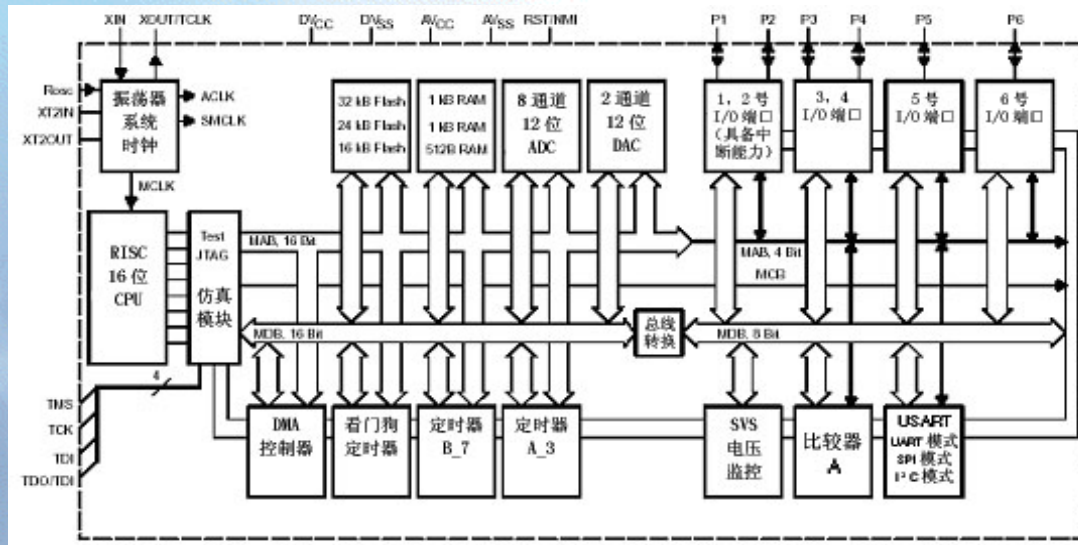 XIN XOUT/TCLK DVCC DVSS AVCC AVSS RST/NMI P1 P2 P3 P4 P5 P6
Rosc
XT2IN
XT2OUT
振荡器
系统
时钟
ACLK
SMCLK
MCLK
32 kB Flash
24 kB Flash
16 kB Flash
1 kB RAM
1 kB RAM
512B RAM
8 通道
12 位
ADC
2 通道
12 位
DAC
1, 2 号
I/O 端口
(具备中
断能力)
3, 4 号
I/O 端口
5 号
I/O 端口
6 号
I/O 端口
RISC
16 位
CPU
Test
JTAG
仿真
模块
MAB, 16 Bit
MAB, 4 Bit
MCB
MDB, 16 Bit
总线
转换
MDB, 8 Bit
4
TMS
TCK
TDI
TDO/TDI
DMA
控制器
看门狗
定时器
定时器
B_7
定时器
A_3
SVS
电压
监控
比较器
A
USART
UART 模式
SPI 模式
I²C 模式